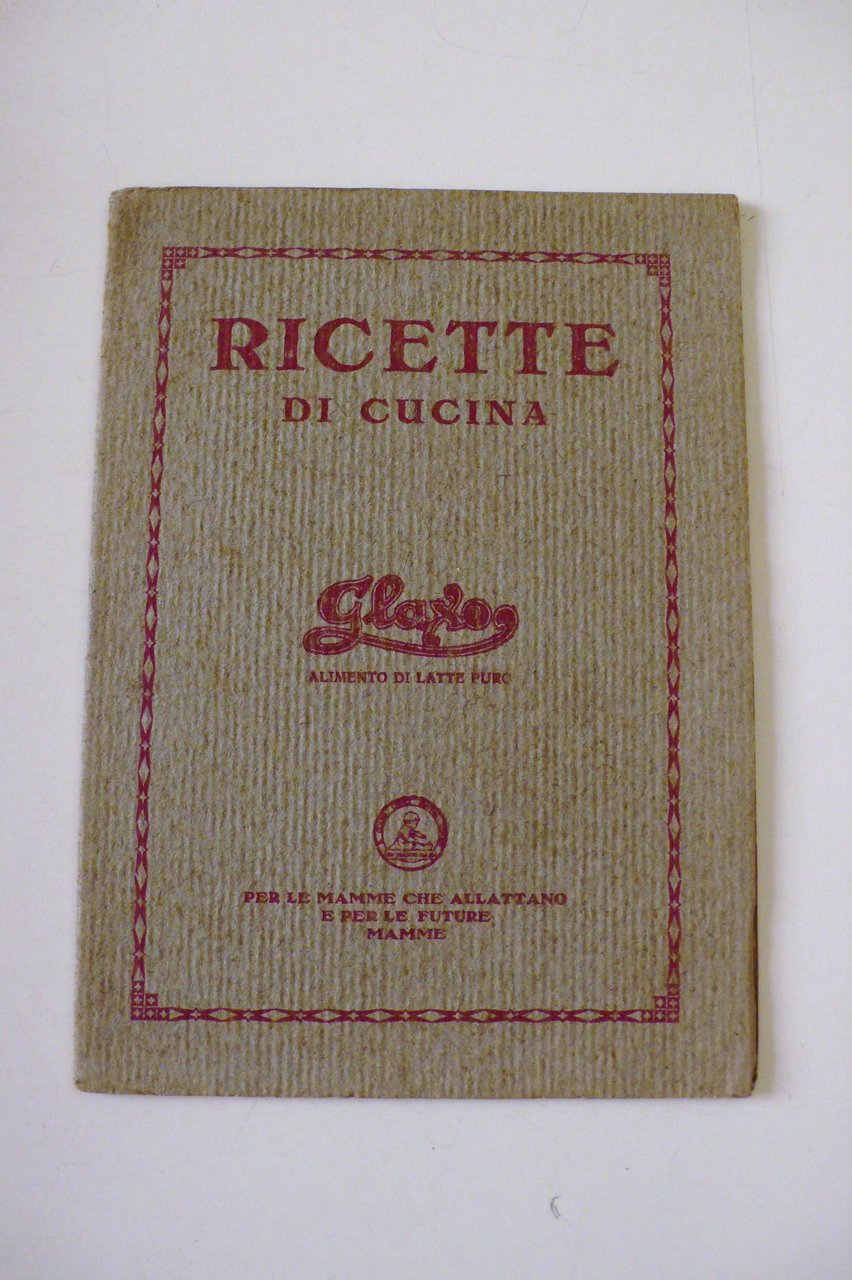 RICETTE
DI CUCINA
Glaxo
ALIMENTO DI LATTE PURO
PER LE MAMME CHE ALLATTANO
E PER LE FUTURE
MAMME